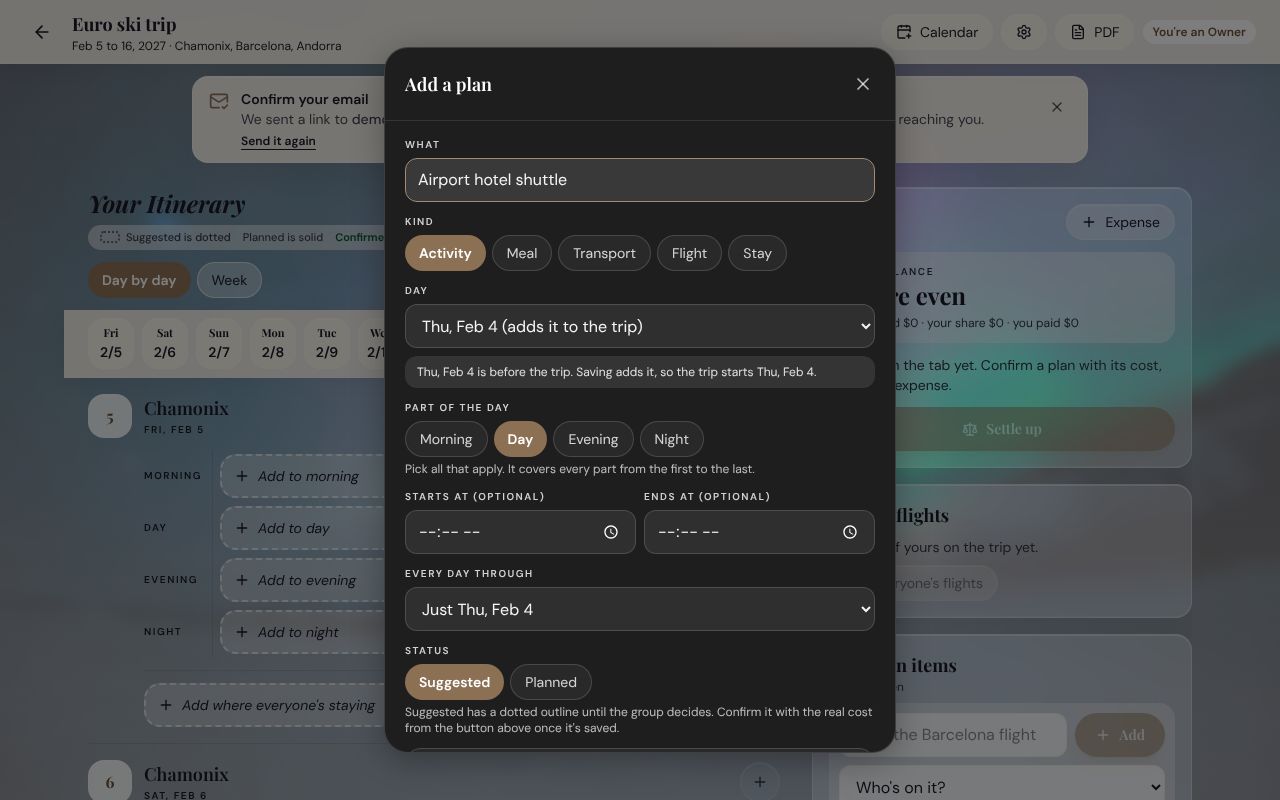 Euro ski trip
Feb 5 to 16, 2027 · Chamonix, Barcelona, Andorra
Calendar
PDF
You're an Owner
Confirm your email
We sent a link to
reaching you.
Send it again
Your Itinerary
Suggested is dotted Planned is solid
Day by day
Week
Fri Sat Sun Mon Tue
2/5 2/6 2/7 2/8 2/9
5
Chamonix
FRI, FEB 5
MORNING
Add to morning
DAY
Add to day
EVENING
Add to evening
NIGHT
Add to night
Add where everyone's staying
6
Chamonix
SAT, FEB 6
Add a plan
WHAT
Airport hotel shuttle
KIND
Activity Meal Transport Flight Stay
DAY
Thu, Feb 4 (adds it to the trip)
Thu, Feb 4 is before the trip. Saving adds it, so the trip starts Thu, Feb 4.
PART OF THE DAY
Morning Day Evening Night
Pick all that apply. It covers every part from the first to the last.
STARTS AT (OPTIONAL) ENDS AT (OPTIONAL)
--:-- -- --:-- --
EVERY DAY THROUGH
Just Thu, Feb 4
STATUS
Suggested Planned
Suggested has a dotted outline until the group decides. Confirm it with the real cost
from the button above once it's saved.
Expense
even
$0 · your share $0 · you paid $0
the tab yet. Confirm a plan with its cost,
expense.
Settle up
flights
of yours on the trip yet.
flights
items
the Barcelona flight
Add
Who's on it?